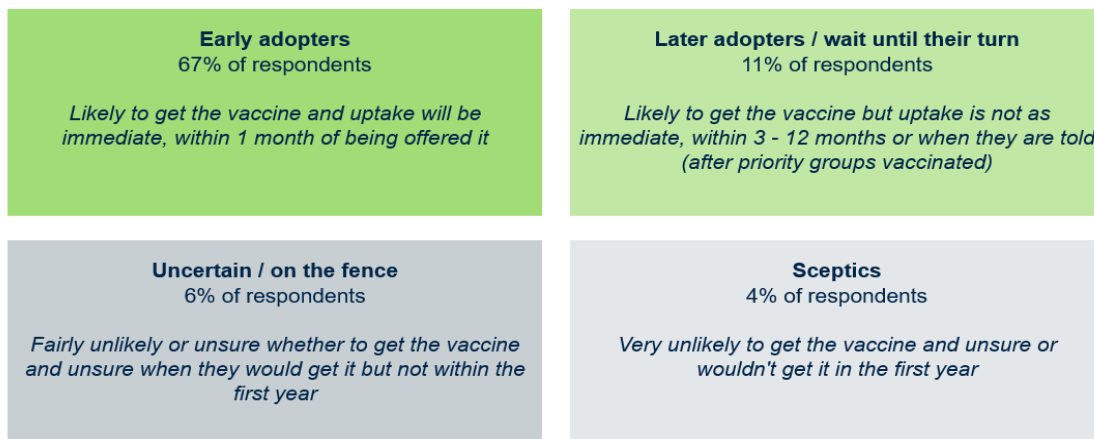 Early adopters
67% of respondents
Likely to get the vaccine and uptake will be
immediate, within 1 month of being offered it
Later adopters / wait until their turn
11% of respondents
Likely to get the vaccine but uptake is not as
immediate, within 3 - 12 months or when they are told
(after priority groups vaccinated)
Uncertain / on the fence
6% of respondents
Fairly unlikely or unsure whether to get the vaccine
and unsure when they would get it but not within the
first year
Sceptics
4% of respondents
Very unlikely to get the vaccine and unsure or
wouldn't get it in the first year